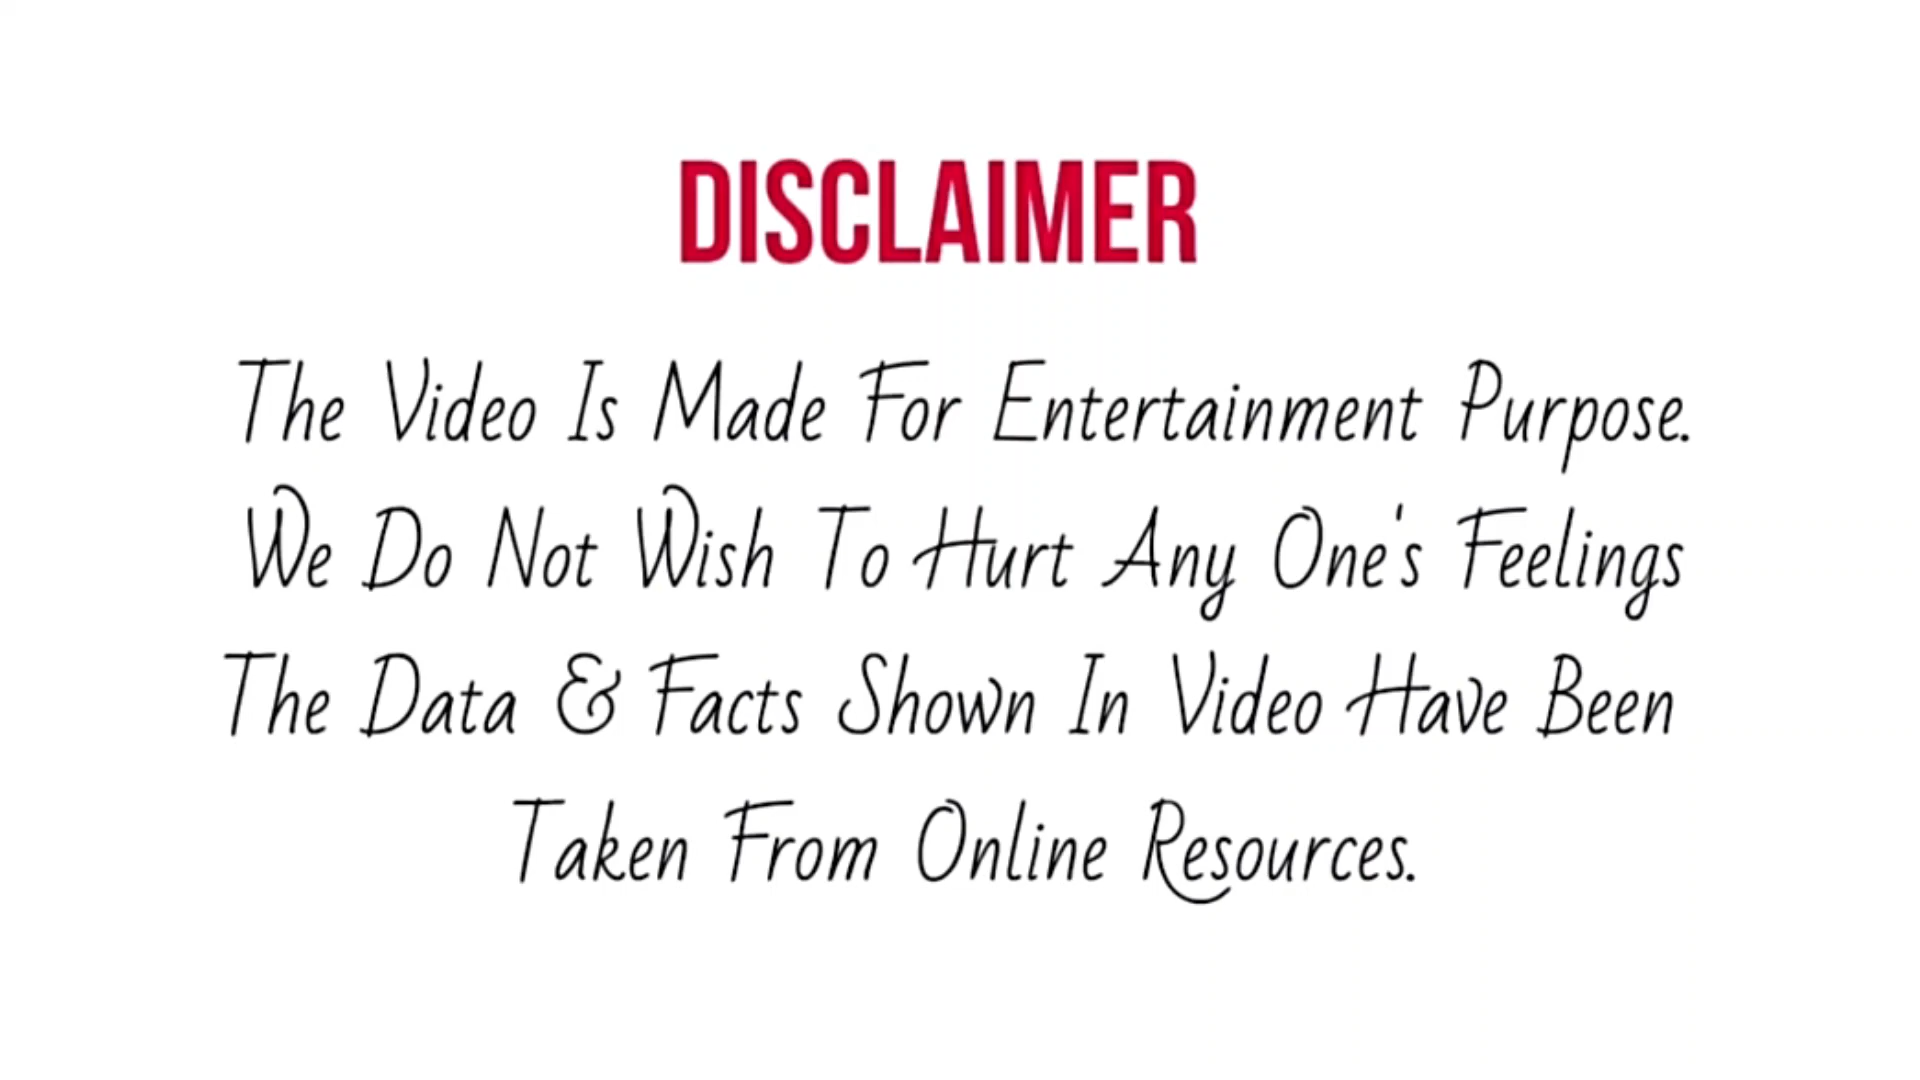 DISCLAIMER
The Video Is Made For Entertainment Purpose.
We Do Not Wish To Hurt Any One's Feelings
The Data & Facts Shown In Video Have Been
Taken From Online Resources.